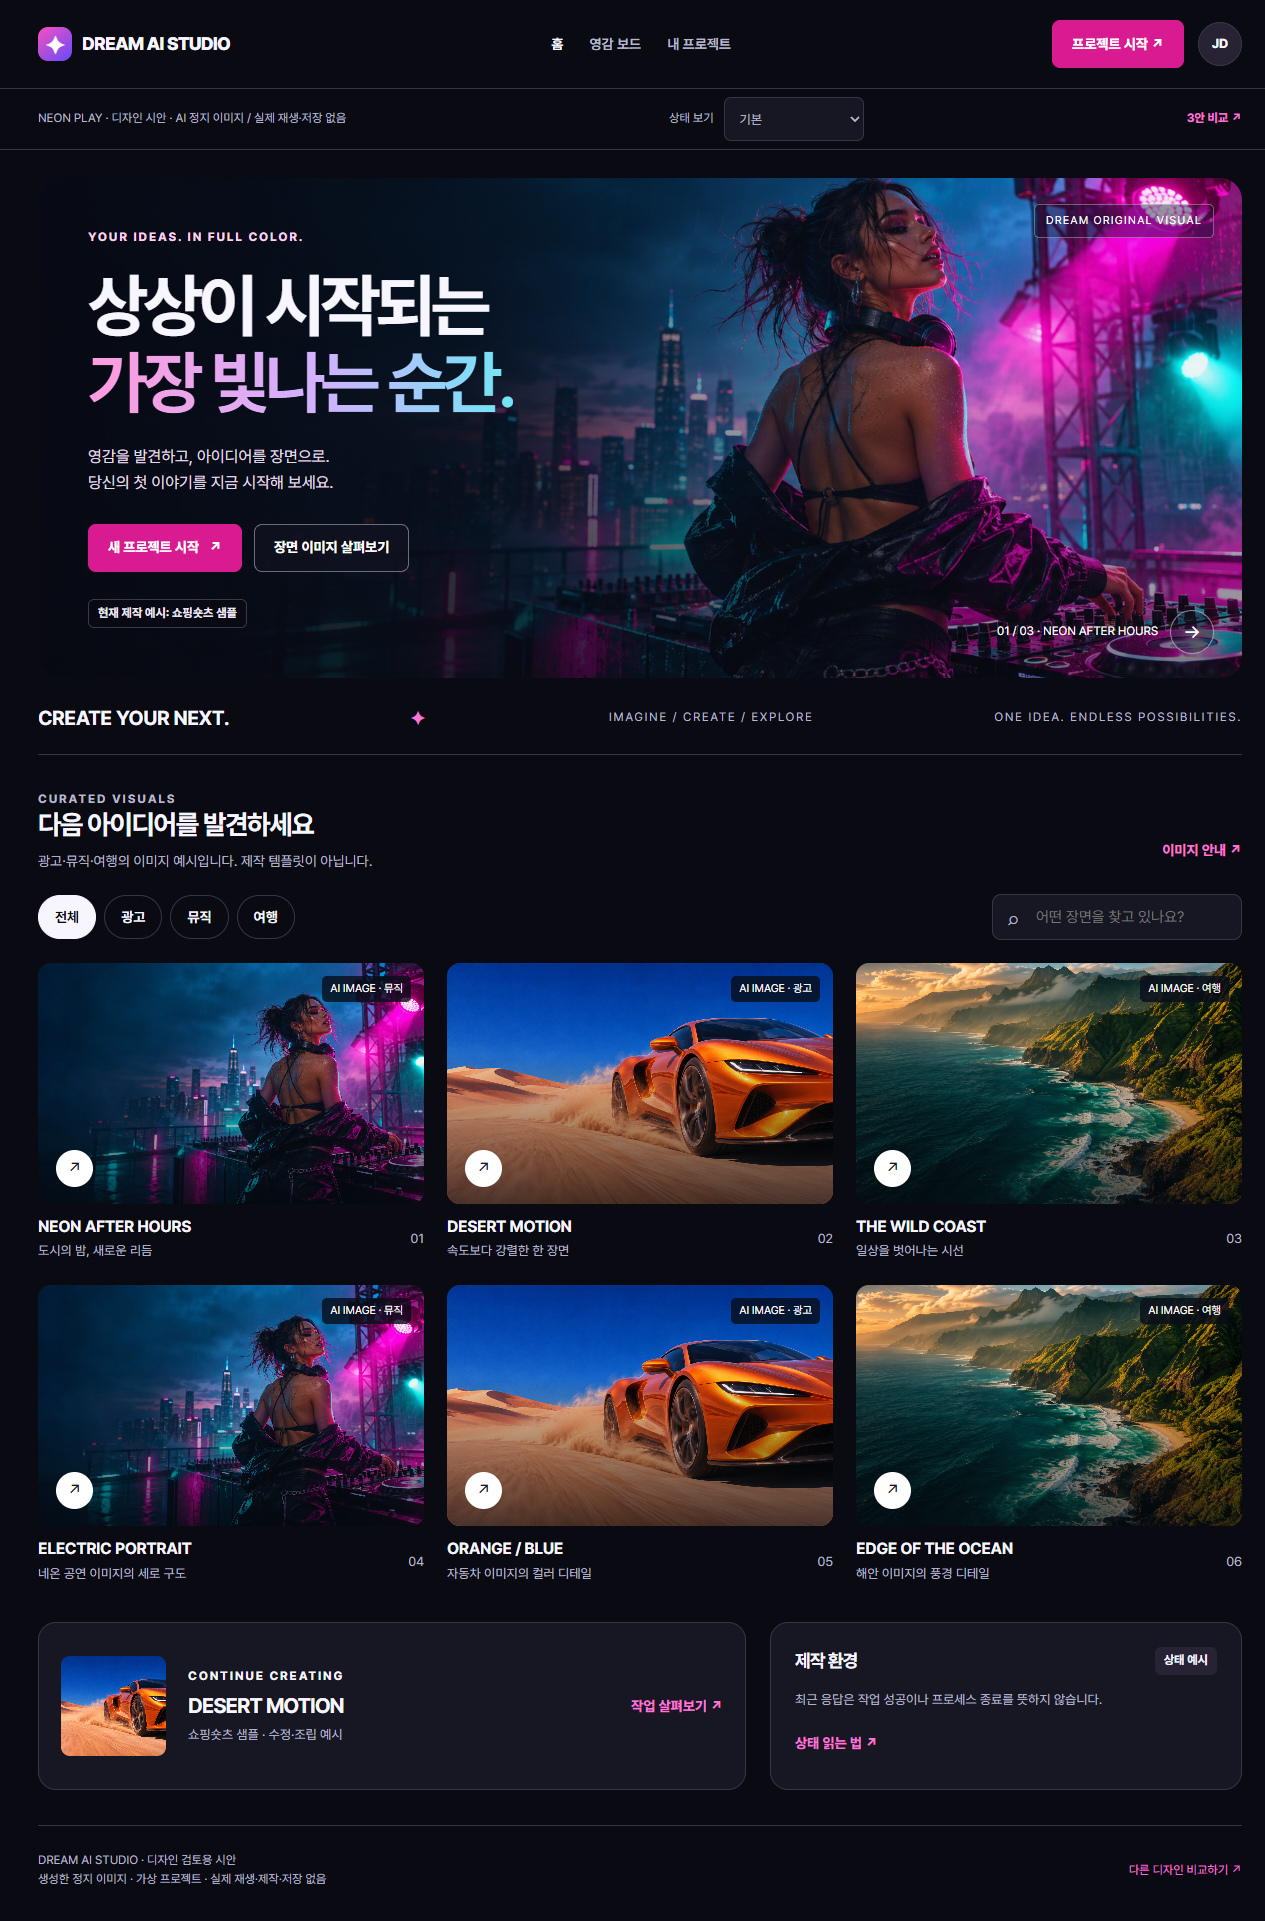 DREAM AI STUDIO
홈
영감 보드
내 프로젝트
프로젝트 시작 ↗
JD
NEON PLAY · 디자인 시안 · AI 정지 이미지 / 실제 재생·저장 없음
상태 보기
기본
3안 비교 ↗
YOUR IDEAS. IN FULL COLOR.
DREAM ORIGINAL VISUAL
상상이 시작되는
가장 빛나는 순간.
영감을 발견하고, 아이디어를 장면으로.
당신의 첫 이야기를 지금 시작해 보세요.
새 프로젝트 시작 ↗
장면 이미지 살펴보기
현재 제작 예시: 쇼핑숏츠 샘플
01 / 03 · NEON AFTER HOURS
→
CREATE YOUR NEXT.
IMAGINE / CREATE / EXPLORE
ONE IDEA. ENDLESS POSSIBILITIES.
CURATED VISUALS
다음 아이디어를 발견하세요
광고·뮤직·여행의 이미지 예시입니다. 제작 템플릿이 아닙니다.
이미지 안내 ↗
전체
광고
뮤직
여행
어떤 장면을 찾고 있나요?
AI IMAGE · 뮤직
AI IMAGE · 광고
AI IMAGE · 여행
NEON AFTER HOURS
도시의 밤, 새로운 리듬
01
DESERT MOTION
속도보다 강렬한 한 장면
02
THE WILD COAST
일상을 벗어나는 시선
03
AI IMAGE · 뮤직
AI IMAGE · 광고
AI IMAGE · 여행
ELECTRIC PORTRAIT
네온 공연 이미지의 세로 구도
04
ORANGE / BLUE
자동차 이미지의 컬러 디테일
05
EDGE OF THE OCEAN
해안 이미지의 풍경 디테일
06
CONTINUE CREATING
DESERT MOTION
쇼핑숏츠 샘플 · 수정·조립 예시
작업 살펴보기 ↗
제작 환경
상태 예시
최근 응답은 작업 성공이나 프로세스 종료를 뜻하지 않습니다.
상태 읽는 법 ↗
DREAM AI STUDIO · 디자인 검토용 시안
생성한 정지 이미지 · 가상 프로젝트 · 실제 재생·제작·저장 없음
다른 디자인 비교하기 ↗